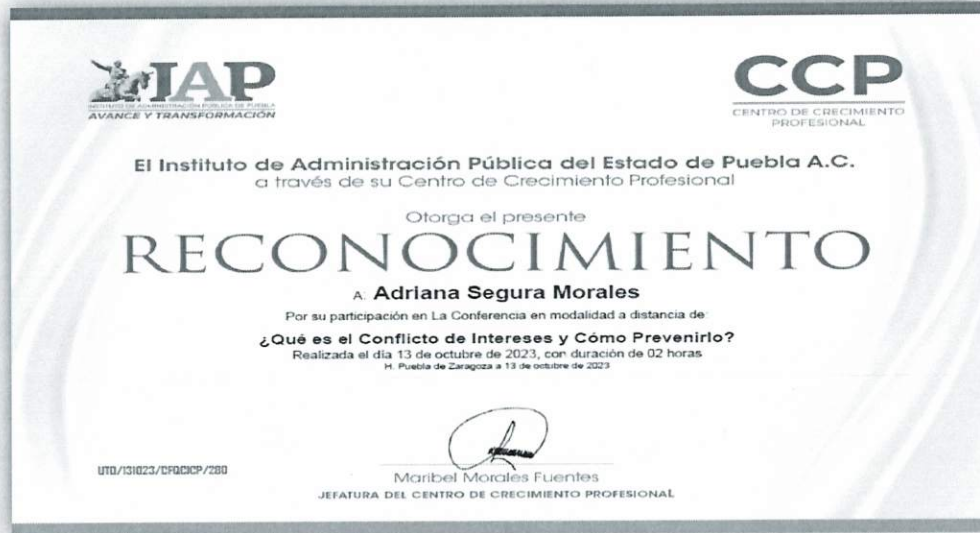 IAP
INSTITUTO DE ADMINISTRACIÓN PÚBLICA DE PUEBLA
AVANCE Y TRANSFORMACIÓN
CCP
CENTRO DE CRECIMIENTO
PROFESIONAL
El Instituto de Administración Pública del Estado de Puebla A.C.
a través de su Centro de Crecimiento Profesional
Otorga el presente
RECONOCIMIENTO
A: Adriana Segura Morales
Por su participación en La Conferencia en modalidad a distancia de:
¿Qué es el Conflicto de Intereses y Cómo Prevenirlo?
Realizada el día 13 de octubre de 2023, con duración de 02 horas
H. Puebla de Zaragoza a 13 de octubre de 2023
UTD/131023/CFQCICP/280
Maribel Morales Fuentes
JEFATURA DEL CENTRO DE CRECIMIENTO PROFESIONAL